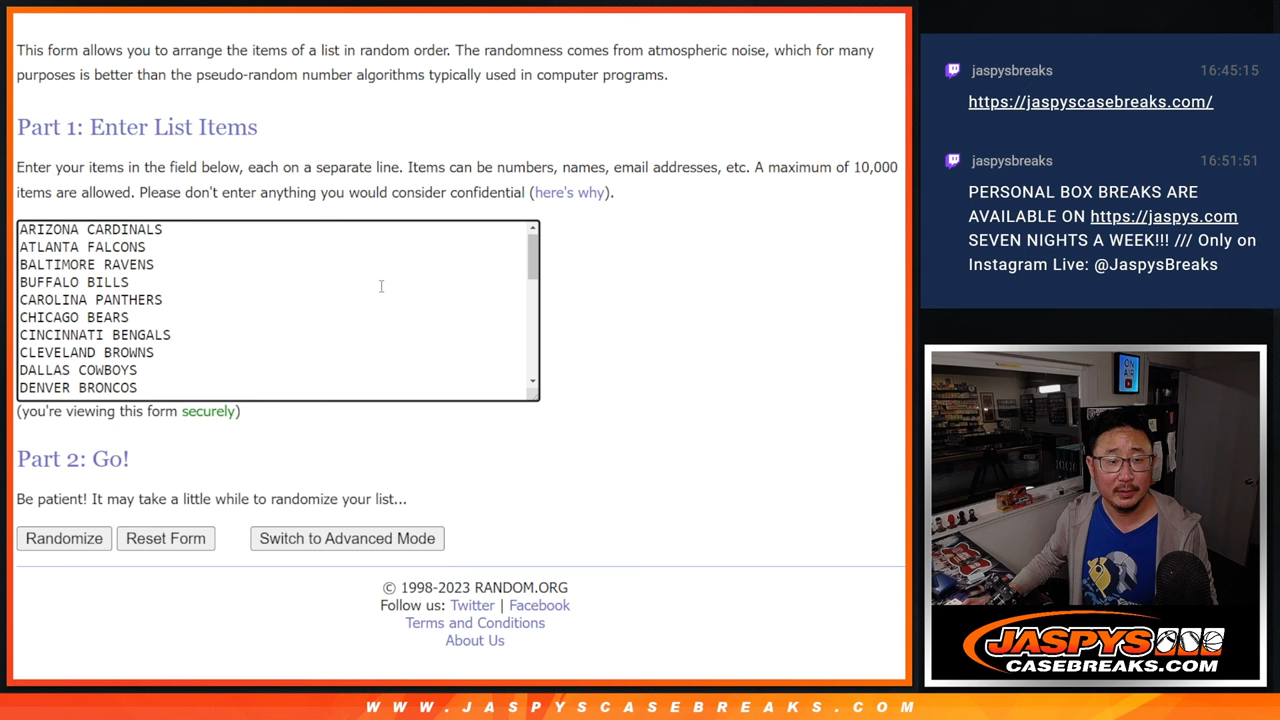 This form allows you to arrange the items of a list in random order. The randomness comes from atmospheric noise, which for many
purposes is better than the pseudo-random number algorithms typically used in computer programs.
Part 1: Enter List Items
Enter your items in the field below, each on a separate line. Items can be numbers, names, email addresses, etc. A maximum of 10,000
items are allowed. Please don't enter anything you would consider confidential (here's why).
ARIZONA CARDINALS
ATLANTA FALCONS
BALTIMORE RAVENS
BUFFALO BILLS
CAROLINA PANTHERS
CHICAGO BEARS
CINCINNATI BENGALS
CLEVELAND BROWNS
DALLAS COWBOYS
DENVER BRONCOS
(you're viewing this form securely)
Part 2: Go!
Be patient! It may take a little while to randomize your list...
Randomize Reset Form Switch to Advanced Mode
© 1998-2023 RANDOM.ORG
Follow us: Twitter | Facebook
Terms and Conditions
About Us
jaspysbreaks 16:45:15
https://jaspyscasebreaks.com/
jaspysbreaks 16:51:51
PERSONAL BOX BREAKS ARE
AVAILABLE ON https://jaspys.com
SEVEN NIGHTS A WEEK!!! /// Only on
Instagram Live: @JaspysBreaks
ON
AIR
JASPYS
CASEBREAKS.COM
WWW.JASPYSCASEBREAKS.COM